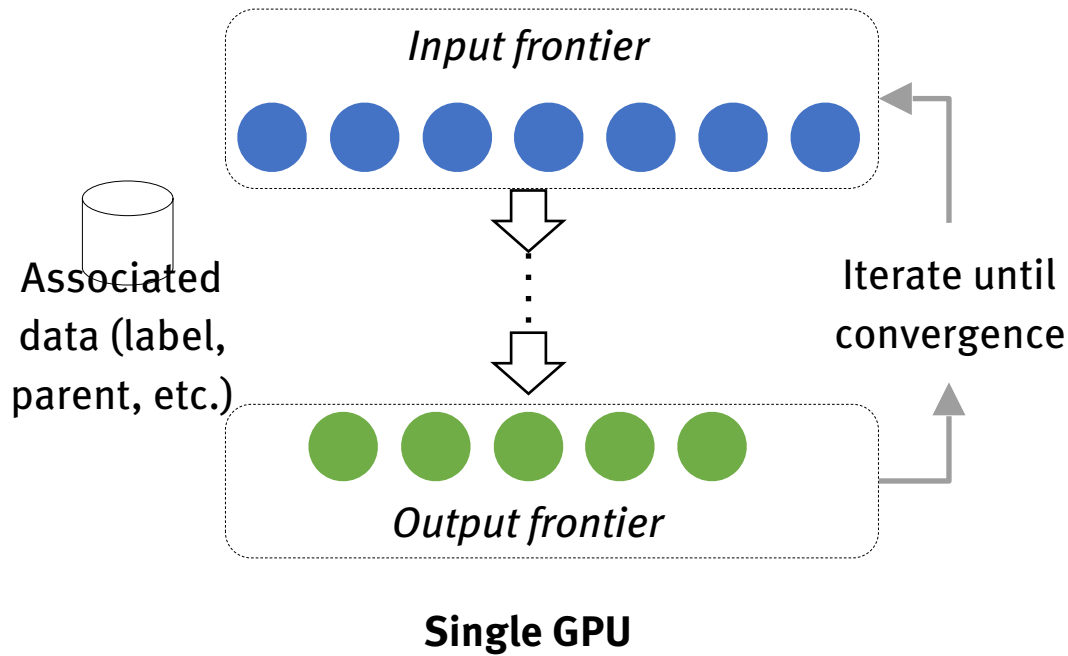 Input frontier
Associated
data (label,
parent, etc.)
Iterate until
convergence
Output frontier
Single GPU